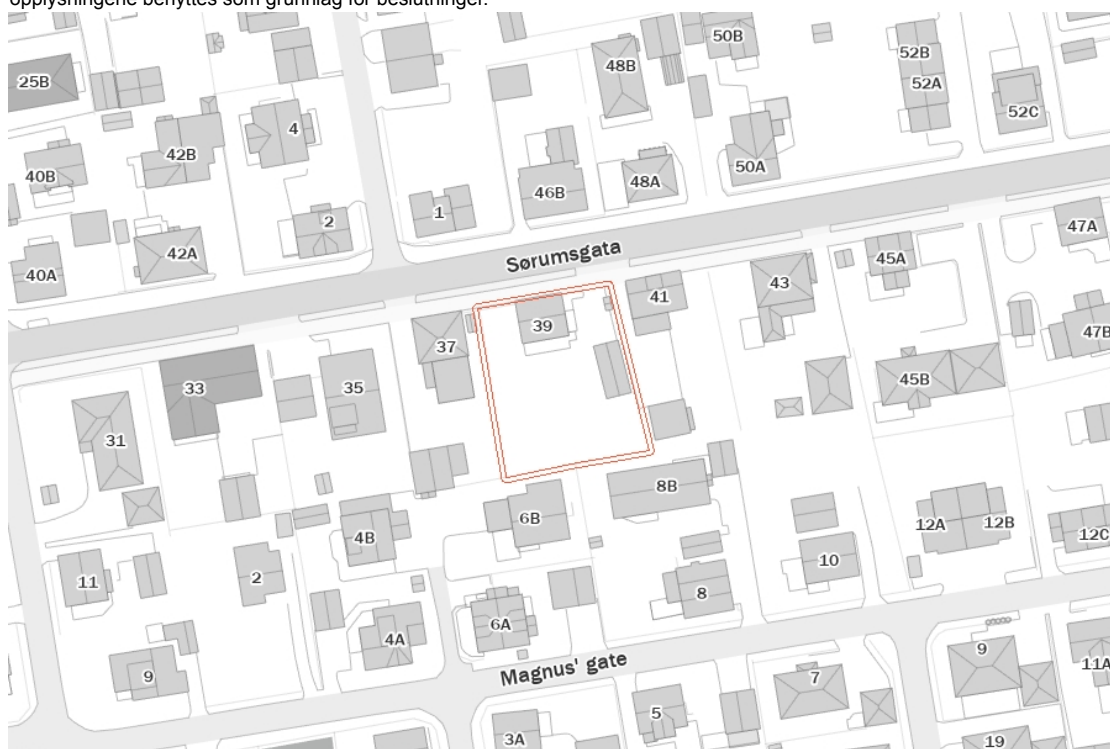 opplysningene benyttes som grunnlag for beslutninger.
50B
48B
52B
25B
52A
52C
4
42B
40B
50A
48A
46B
1
2
47A
42A
Sørumsgata
45A
40A
43
41
39
47B
37
45B
33
35
31
8B
6B
12A
12B
12C
4B
10
2
11
8
6A
4A
9
11A
Magnus' gate
9
7
5
3A
19